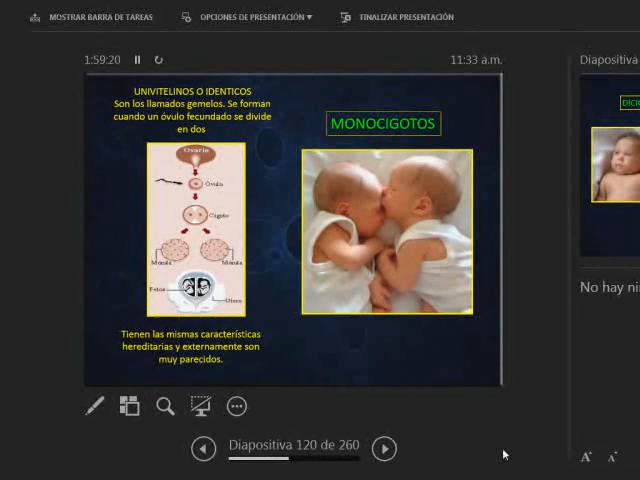 MOSTRAR BARRA DE TAREAS
OPCIONES DE PRESENTACIÓN
FINALIZAR PRESENTACIÓN
1:59:20
11:33 a.m.
Diapositiva
UNIVITELINOS O IDENTICOS
Son los llamados gemelos. Se forman
cuando un óvulo fecundado se divide
en dos
MONOCIGOTOS
Ovario
Óvulo
Cigoto
Mórula
Mórula
Fetos
Útero
Tienen las mismas características
hereditarias y externamente son
muy parecidos.
No hay
Diapositiva 120 de 260
A A